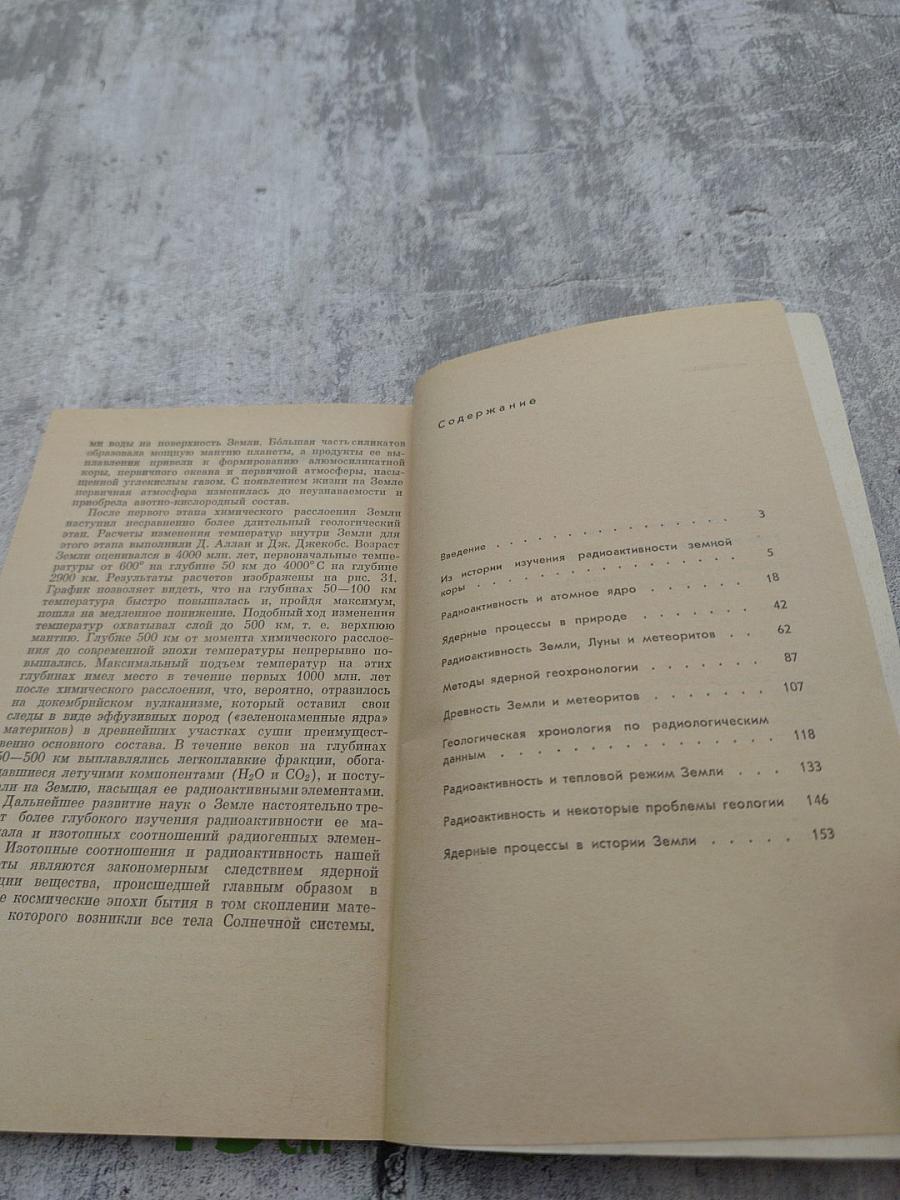 ми воды на поверхность Земли. Бо́льшая часть силикатов
образовала мощную мантию планеты, а продукты ее вы-
плавления привели к формированию алюмосиликатной
коры, первичного океана и первичной атмосферы, насы-
щенной углекислым газом. С появлением жизни на Земле
первичная атмосфера изменилась до неузнаваемости и
приобрела азотно-кислородный состав.
После первого этапа химического расслоения Земли
наступил несравненно более длительный геологический
этап. Расчеты изменения температур внутри Земли для
этого этапа выполнили Д. Аллан и Дж. Джекобс. Возраст
Земли оценивался в 4000 млн. лет, первоначальные темпе-
ратуры от 600° на глубине 50 км до 4000°С на глубине
2900 км. Результаты расчетов изображены на рис. 31.
График позволяет видеть, что на глубинах 50—100 км
температура быстро повышалась и, пройдя максимум,
пошла на медленное понижение. Подобный ход изменения
температур охватывал слой до 500 км, т. е. верхнюю
мантию. Глубже 500 км от момента химического расслое-
ния до современной эпохи температуры непрерывно по-
вышались. Максимальный подъем температур на этих
глубинах имел место в течение первых 1000 млн. лет
после химического расслоения, что, вероятно, отразилось
на докембрийском вулканизме, который оставил свои
следы в виде эффузивных пород («зеленокаменные ядра»
материков) в древнейших участках суши преимущест-
венно основного состава. В течение веков на глубинах
50—500 км выплавлялись легкоплавкие фракции, обога-
щавшиеся летучими компонентами (H₂O и CO₂), и посту-
али на Землю, насыщая ее радиоактивными элементами.
Дальнейшее развитие наук о Земле настоятельно тре-
т более глубокого изучения радиоактивности ее ма-
кала и изотопных соотношений радиогенных элемен-
Изотопные соотношения и радиоактивность нашей
ты являются закономерным следствием ядерной
ции вещества, происшедшей главным образом в
е космические эпохи бытия в том скоплении мате-
которого возникли все тела Солнечной системы.
Содержание
Введение . . . . . . . . . . . . . . . 3
Из истории изучения радиоактивности земной
коры . . . . . . . . . . . . . . . . 5
Радиоактивность и атомное ядро . . . . . 18
Ядерные процессы в природе . . . . . . 42
Радиоактивность Земли, Луны и метеоритов . . 62
Методы ядерной геохронологии . . . . . . 87
Древность Земли и метеоритов . . . . . . 107
Геологическая хронология по радиологическим
данным . . . . . . . . . . . . . . . 118
Радиоактивность и тепловой режим Земли . . . 133
Радиоактивность и некоторые проблемы геологии 146
Ядерные процессы в истории Земли . . . . . 153
см